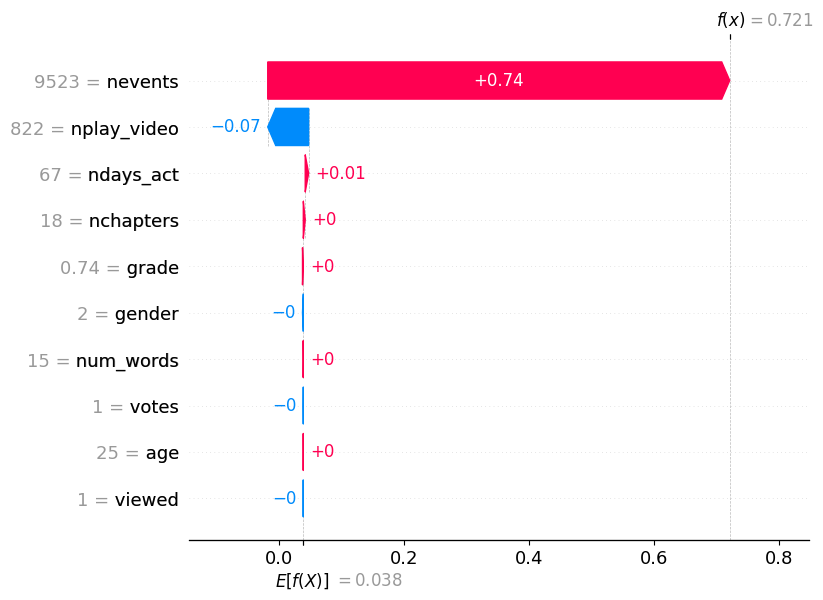 f(x) = 0.721
9523 = nevents +0.74
822 = nplay_video −0.07
67 = ndays_act +0.01
18 = nchapters +0
0.74 = grade +0
2 = gender −0
15 = num_words +0
1 = votes −0
25 = age +0
1 = viewed −0
0.0 0.2 0.4 0.6 0.8
E[f(X)] = 0.038